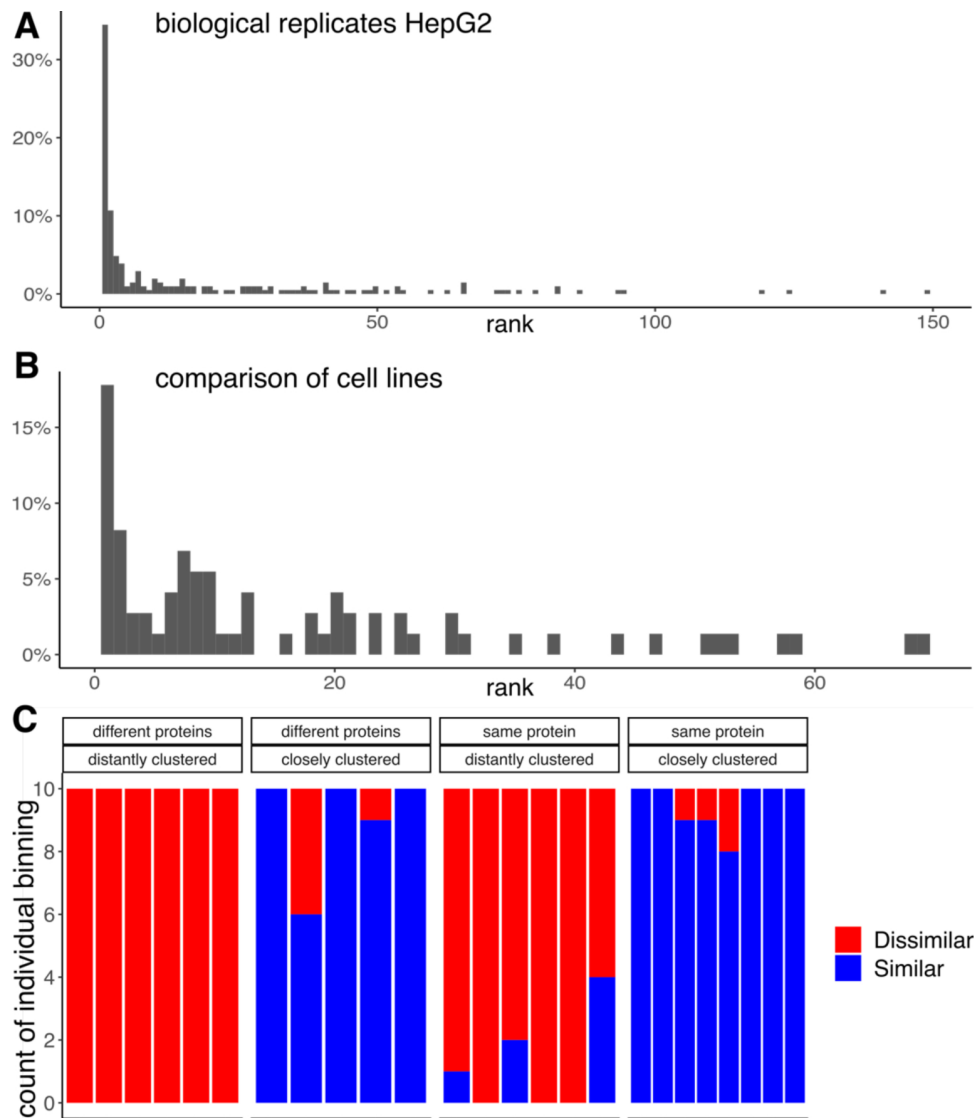 A
biological replicates HepG2
30%
20%
10%
0%
0 50 100 150
rank
B
comparison of cell lines
15%
10%
5%
0%
0 20 40 60
rank
C
different proteins different proteins same protein same protein
distantly clustered closely clustered distantly clustered closely clustered
count of individual binning
10
8
6
4
2
0
Dissimilar
Similar